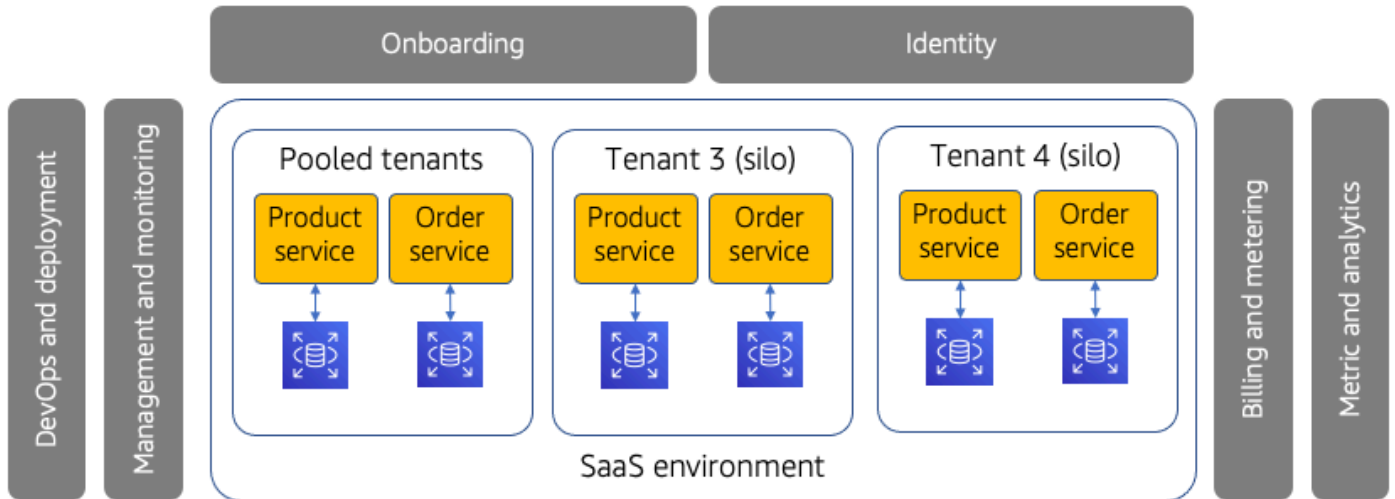 Onboarding
Identity
DevOps and deployment
Management and monitoring
Pooled tenants
Product
service
Order
service
Tenant 3 (silo)
Product
service
Order
service
Tenant 4 (silo)
Product
service
Order
service
SaaS environment
Billing and metering
Metric and analytics